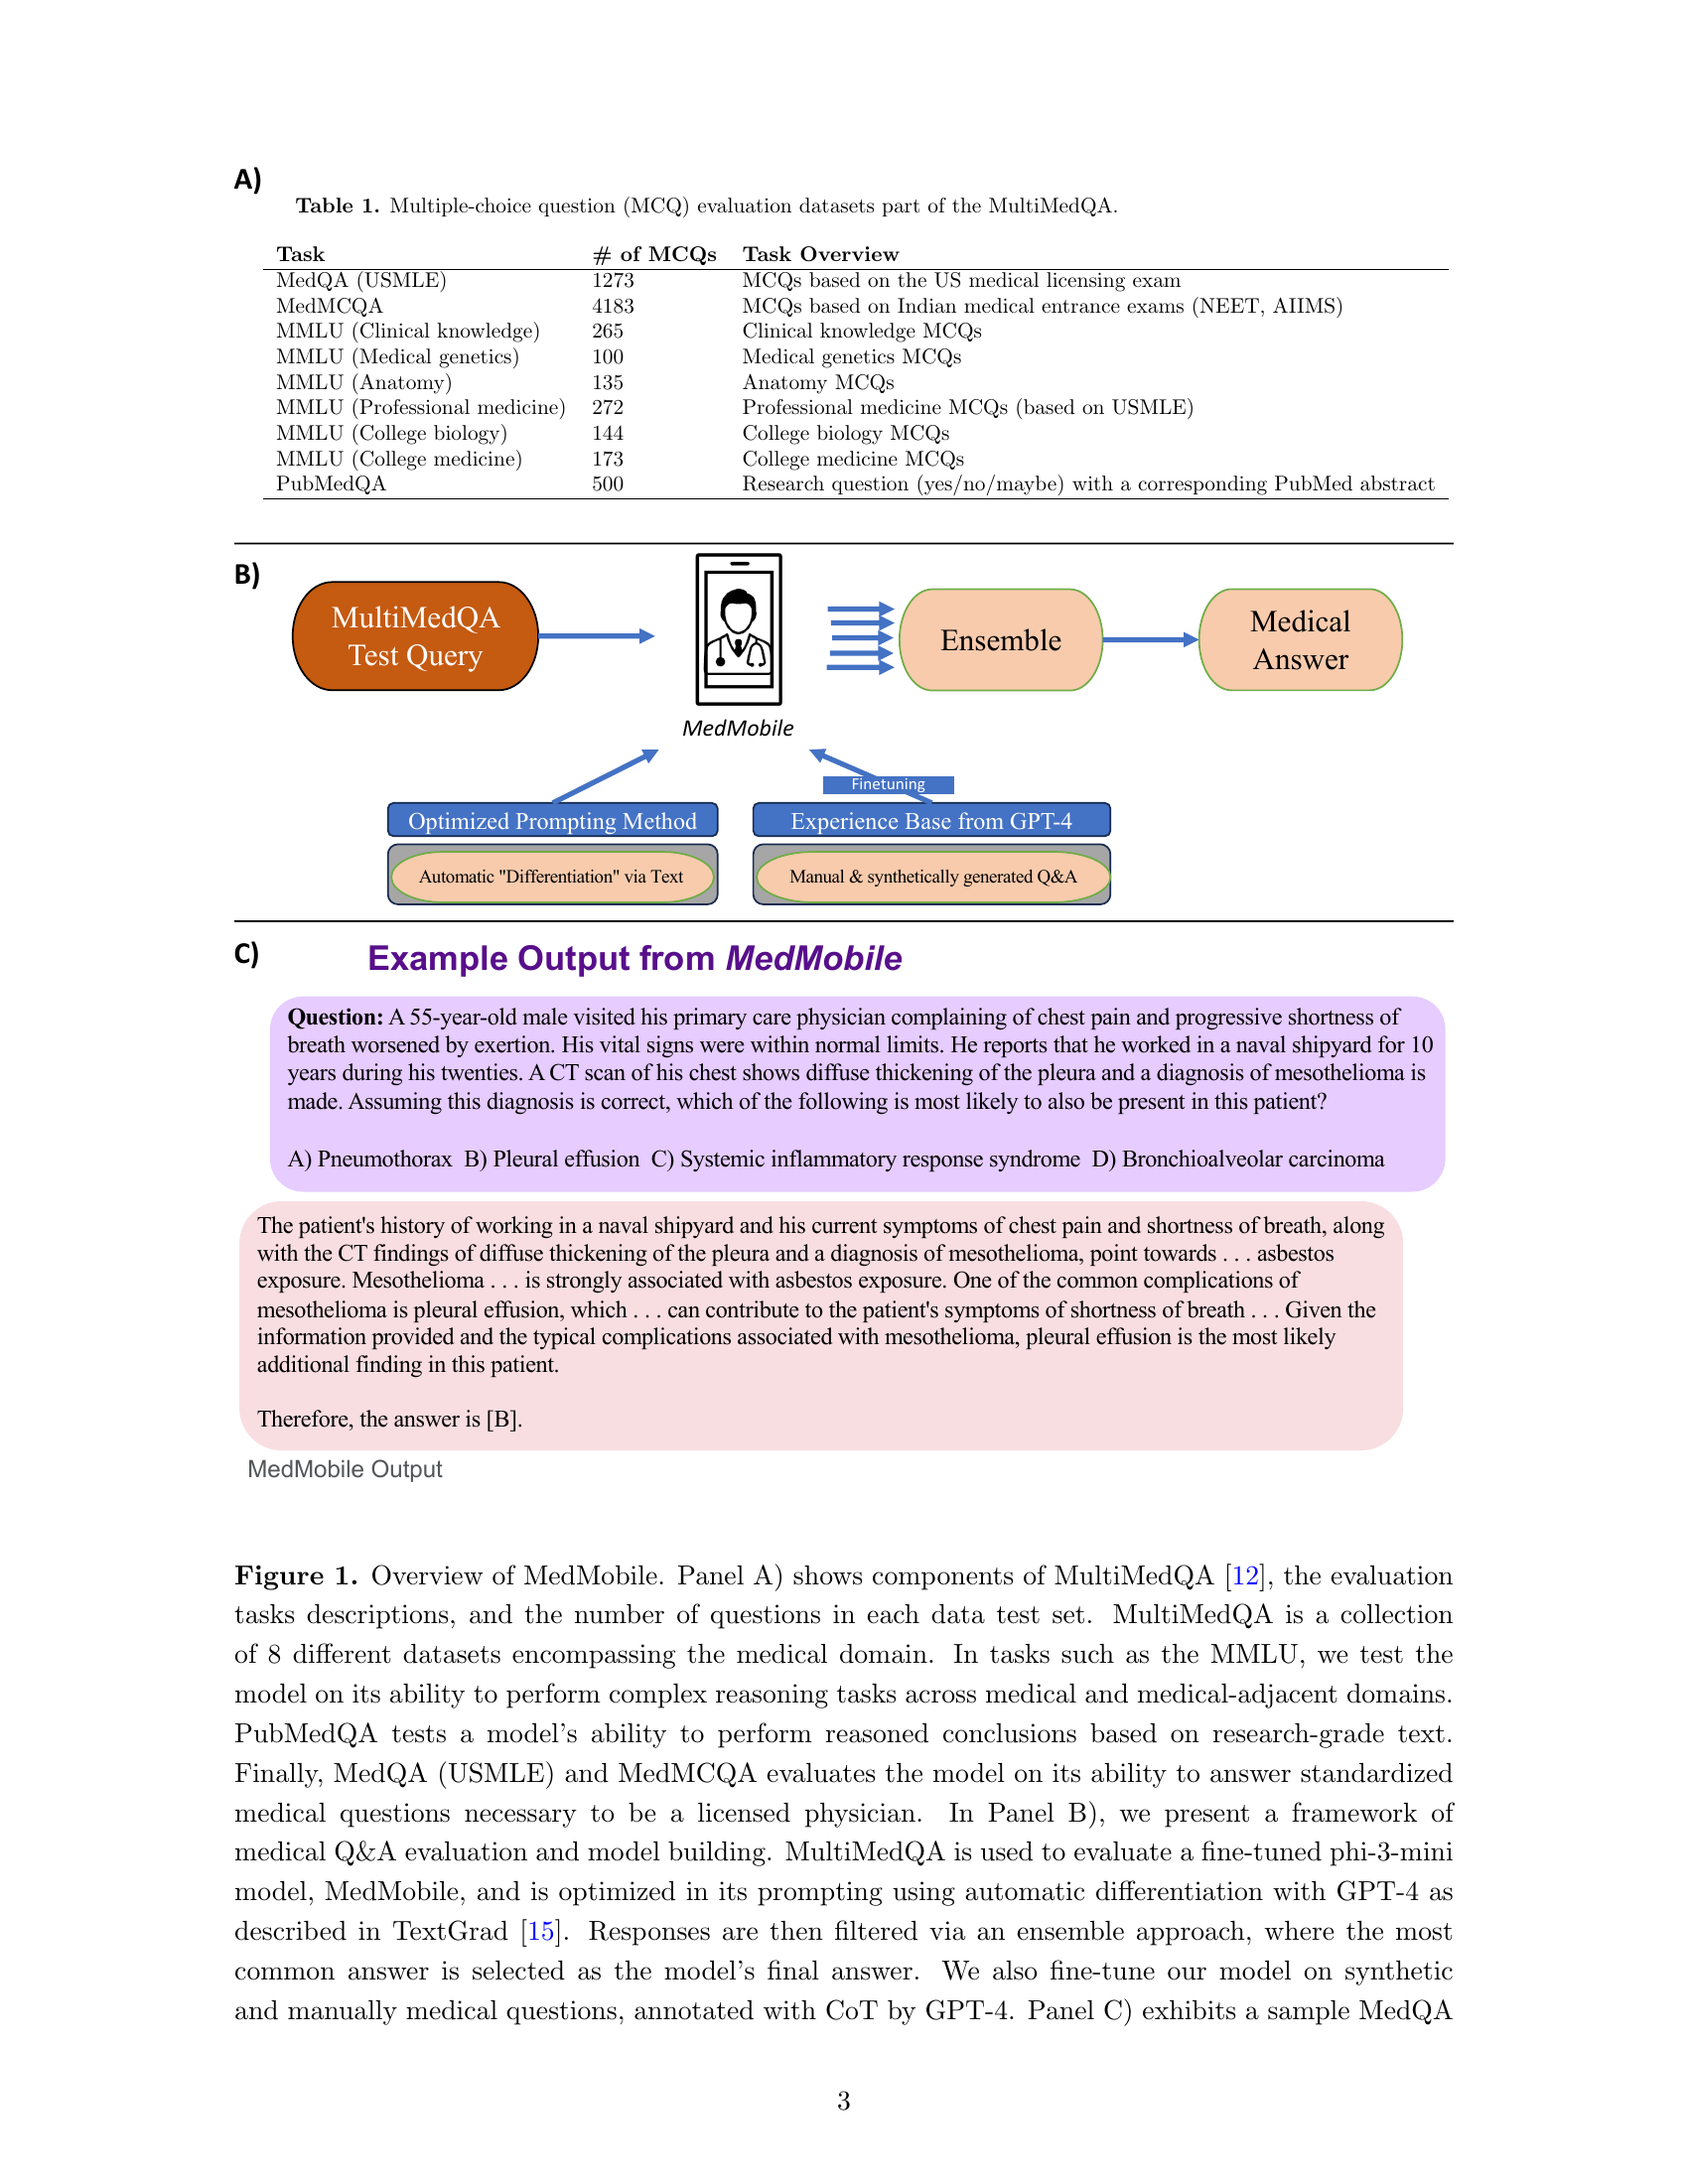 A)
Table 1. Multiple-choice question (MCQ) evaluation datasets part of the MultiMedQA.
Task # of MCQs Task Overview
MedQA (USMLE) 1273 MCQs based on the US medical licensing exam
MedMCQA 4183 MCQs based on Indian medical entrance exams (NEET, AIIMS)
MMLU (Clinical knowledge) 265 Clinical knowledge MCQs
MMLU (Medical genetics) 100 Medical genetics MCQs
MMLU (Anatomy) 135 Anatomy MCQs
MMLU (Professional medicine) 272 Professional medicine MCQs (based on USMLE)
MMLU (College biology) 144 College biology MCQs
MMLU (College medicine) 173 College medicine MCQs
PubMedQA 500 Research question (yes/no/maybe) with a corresponding PubMed abstract
B)
MultiMedQA
Test Query
MedMobile
Ensemble
Medical
Answer
Finetuning
Optimized Prompting Method
Automatic "Differentiation" via Text
Experience Base from GPT-4
Manual & synthetically generated Q&A
C)
Example Output from MedMobile
Question: A 55-year-old male visited his primary care physician complaining of chest pain and progressive shortness of
breath worsened by exertion. His vital signs were within normal limits. He reports that he worked in a naval shipyard for 10
years during his twenties. A CT scan of his chest shows diffuse thickening of the pleura and a diagnosis of mesothelioma is
made. Assuming this diagnosis is correct, which of the following is most likely to also be present in this patient?
A) Pneumothorax B) Pleural effusion C) Systemic inflammatory response syndrome D) Bronchioalveolar carcinoma
The patient's history of working in a naval shipyard and his current symptoms of chest pain and shortness of breath, along
with the CT findings of diffuse thickening of the pleura and a diagnosis of mesothelioma, point towards . . . asbestos
exposure. Mesothelioma . . . is strongly associated with asbestos exposure. One of the common complications of
mesothelioma is pleural effusion, which . . . can contribute to the patient's symptoms of shortness of breath . . . Given the
information provided and the typical complications associated with mesothelioma, pleural effusion is the most likely
additional finding in this patient.
Therefore, the answer is [B].
MedMobile Output
Figure 1. Overview of MedMobile. Panel A) shows components of MultiMedQA [12], the evaluation
tasks descriptions, and the number of questions in each data test set. MultiMedQA is a collection
of 8 different datasets encompassing the medical domain. In tasks such as the MMLU, we test the
model on its ability to perform complex reasoning tasks across medical and medical-adjacent domains.
PubMedQA tests a model's ability to perform reasoned conclusions based on research-grade text.
Finally, MedQA (USMLE) and MedMCQA evaluates the model on its ability to answer standardized
medical questions necessary to be a licensed physician. In Panel B), we present a framework of
medical Q&A evaluation and model building. MultiMedQA is used to evaluate a fine-tuned phi-3-mini
model, MedMobile, and is optimized in its prompting using automatic differentiation with GPT-4 as
described in TextGrad [15]. Responses are then filtered via an ensemble approach, where the most
common answer is selected as the model's final answer. We also fine-tune our model on synthetic
and manually medical questions, annotated with CoT by GPT-4. Panel C) exhibits a sample MedQA
3